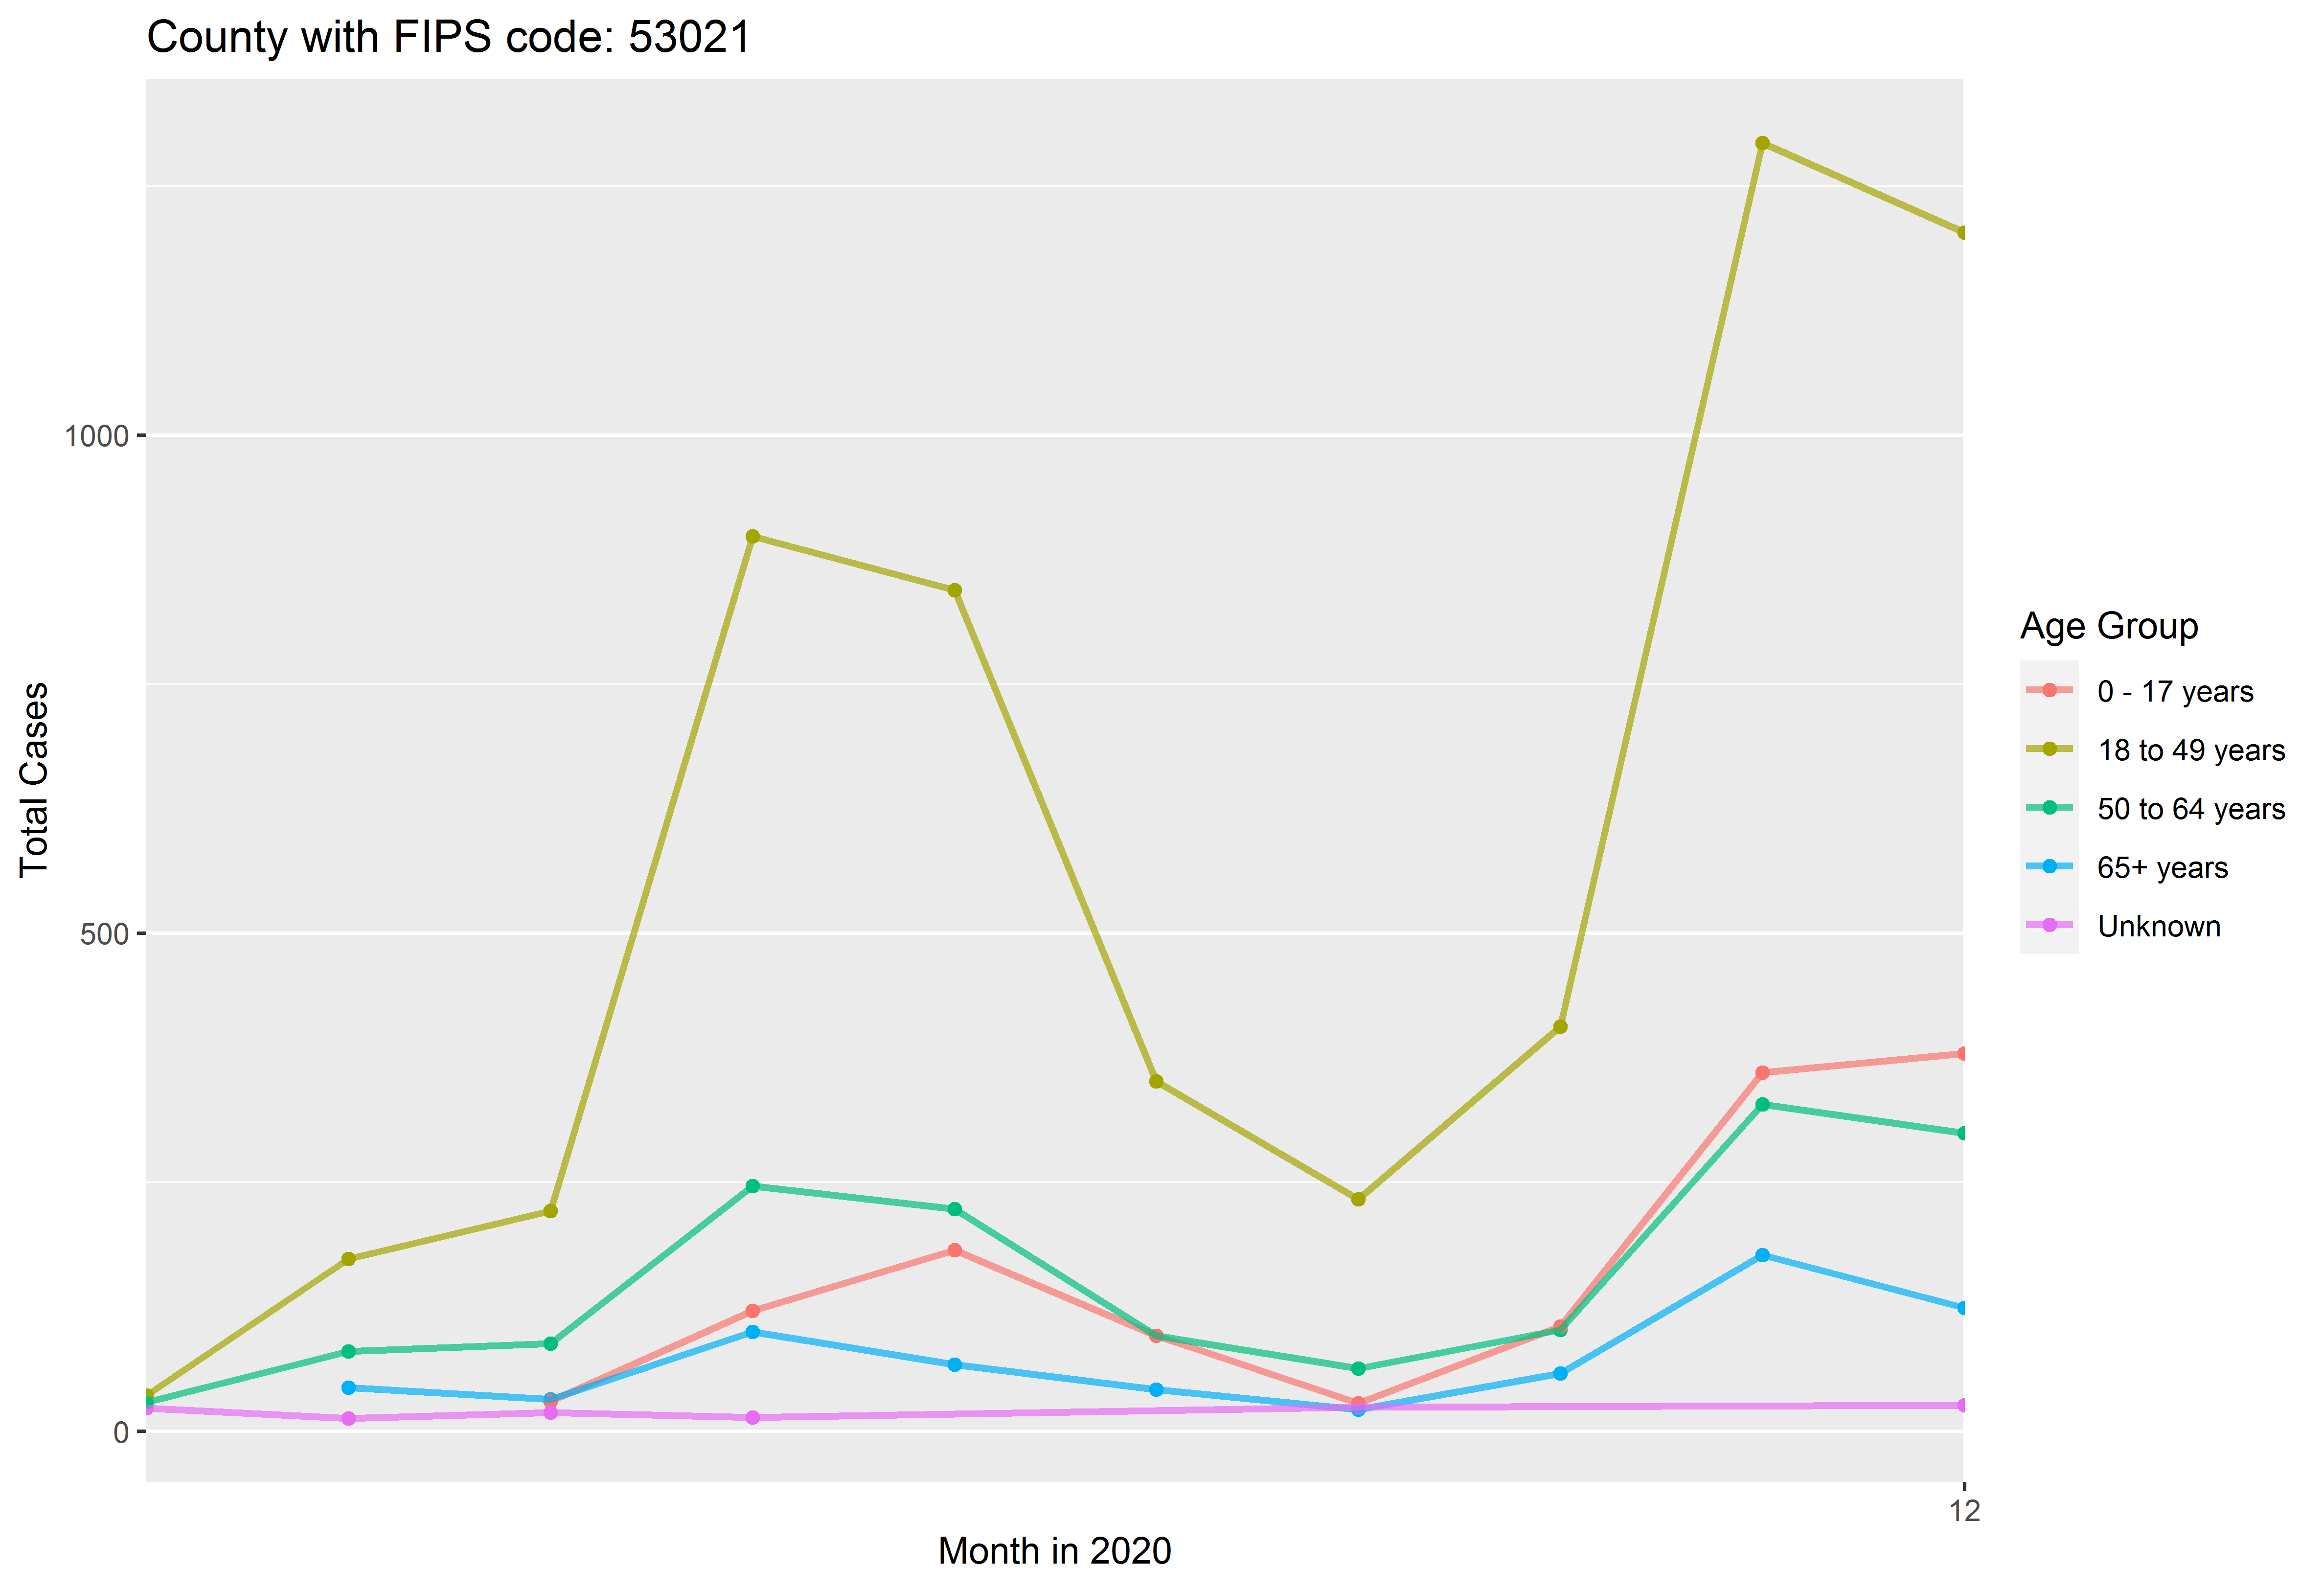 County with FIPS code: 53021
Total Cases
1000
500
0
12
Month in 2020
Age Group
0 - 17 years
18 to 49 years
50 to 64 years
65+ years
Unknown